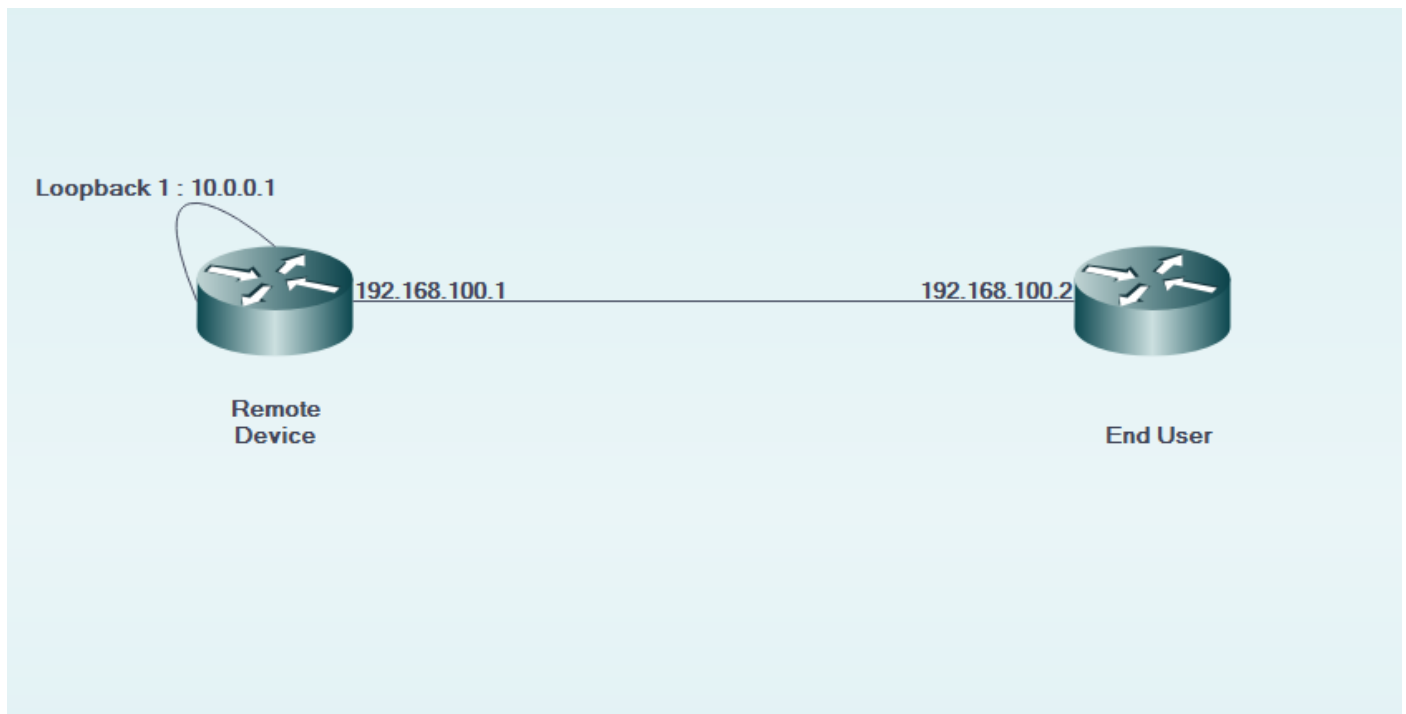 Loopback 1 : 10.0.0.1
192.168.100.1
192.168.100.2
Remote
Device
End User